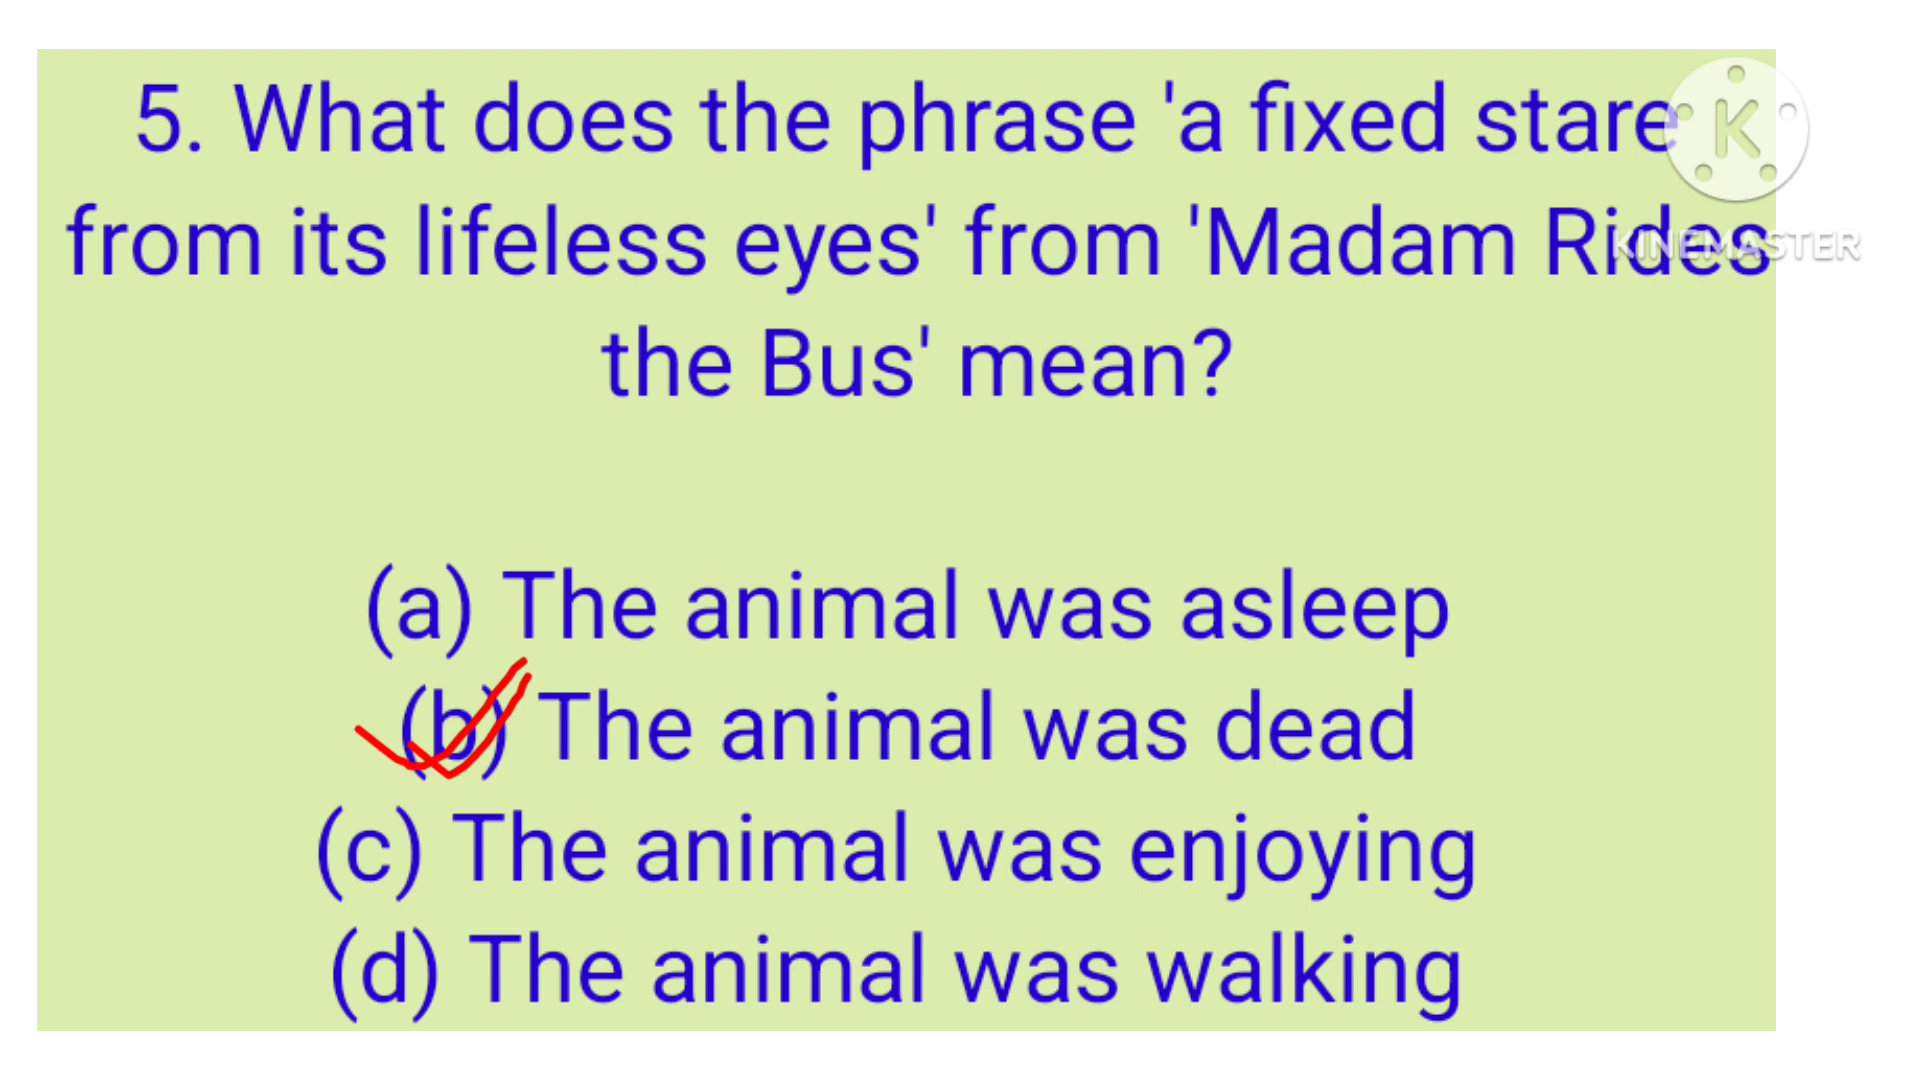 5. What does the phrase 'a fixed stare
from its lifeless eyes' from 'Madam Rides
the Bus' mean?
(a) The animal was asleep
(b) The animal was dead
(c) The animal was enjoying
(d) The animal was walking
K
KINEMASTER